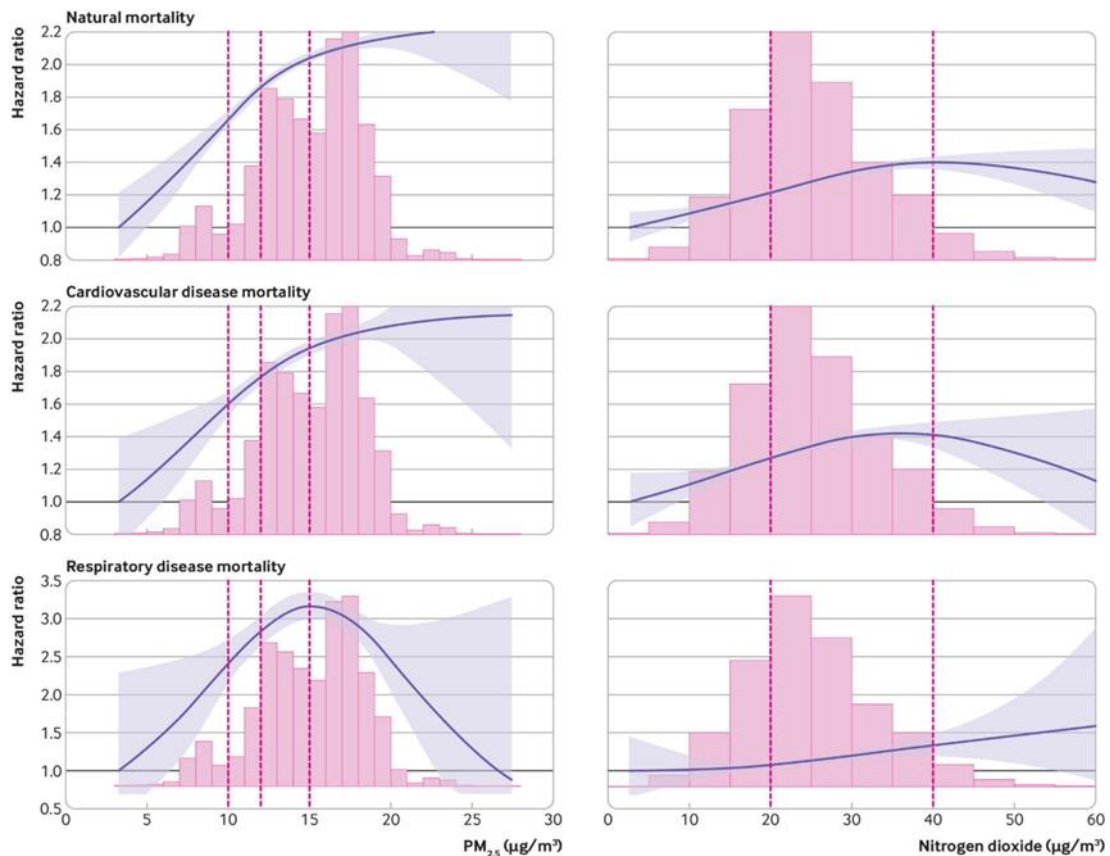 Natural mortality
Hazard ratio
2.2
2.0
1.8
1.6
1.4
1.2
1.0
0.8
Cardiovascular disease mortality
Hazard ratio
2.2
2.0
1.8
1.6
1.4
1.2
1.0
0.8
Respiratory disease mortality
Hazard ratio
3.5
3.0
2.5
2.0
1.5
1.0
0.5
0 5 10 15 20 25 30
PM2.5 (µg/m³)
0 10 20 30 40 50 60
Nitrogen dioxide (µg/m³)